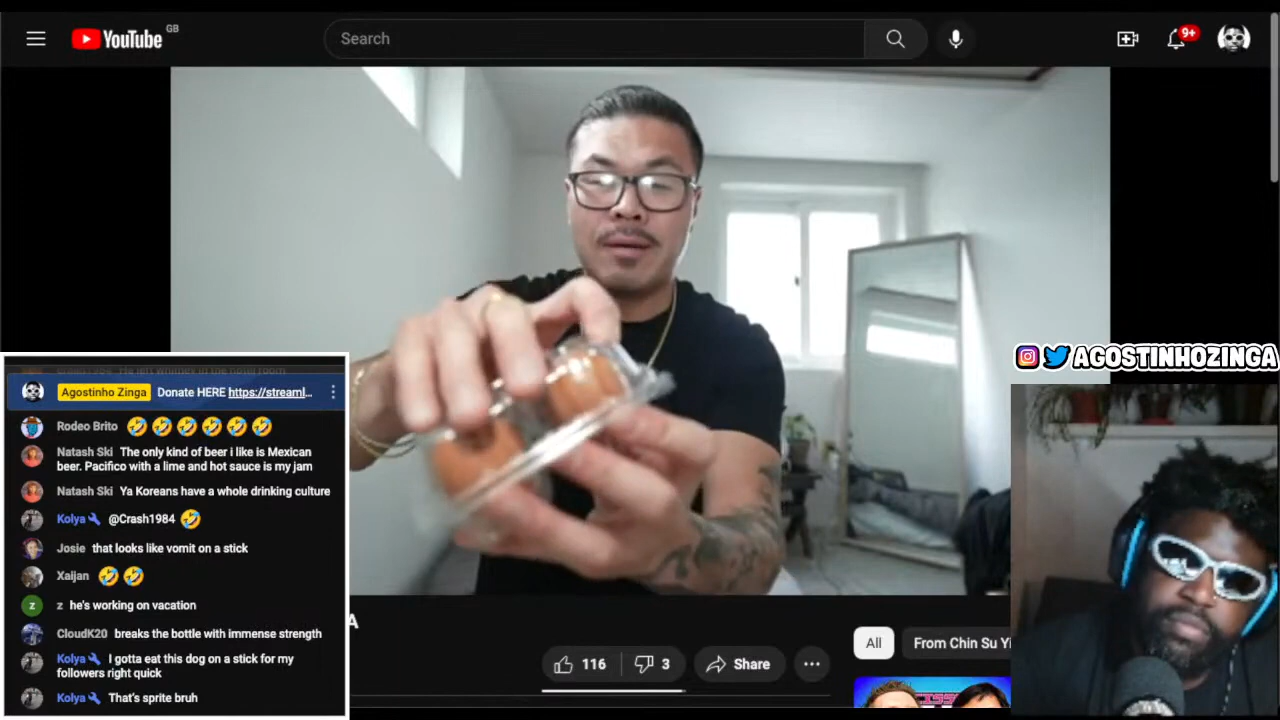 YouTube GB
Search
9+
AGOSTINHOZINGA
Agostinho Zinga Donate HERE https://streaml...
Rodeo Brito
Natash Ski The only kind of beer i like is Mexican
beer. Pacifico with a lime and hot sauce is my jam
Natash Ski Ya Koreans have a whole drinking culture
Kolya @Crash1984
Josie that looks like vomit on a stick
Xaijan
z z he's working on vacation
CloudK20 breaks the bottle with immense strength
Kolya I gotta eat this dog on a stick for my
followers right quick
Kolya That's sprite bruh
A
116
3
Share
All
From Chin Su Yi